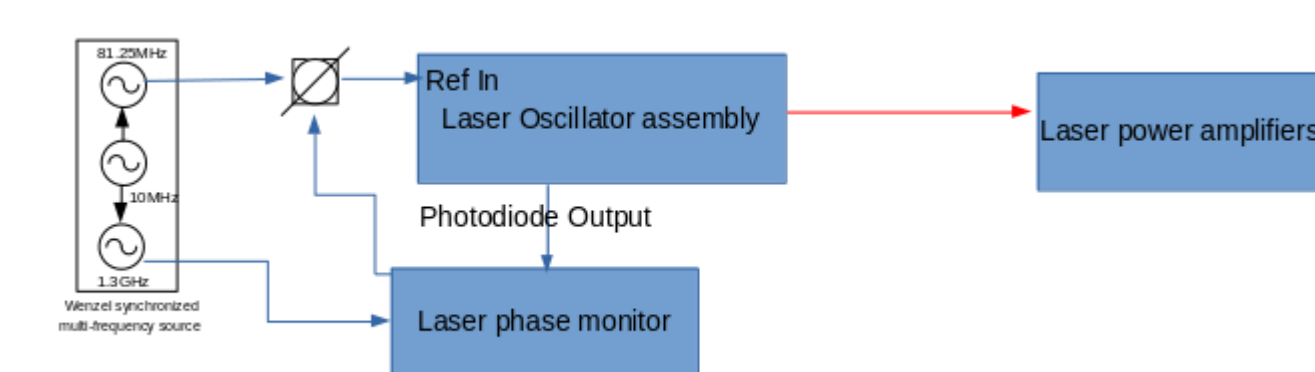 81.25MHz
Ref In
Laser Oscillator assembly
Laser power amplifiers
10MHz
Photodiode Output
1.3GHz
Wenzel synchronized
multi-frequency source
Laser phase monitor